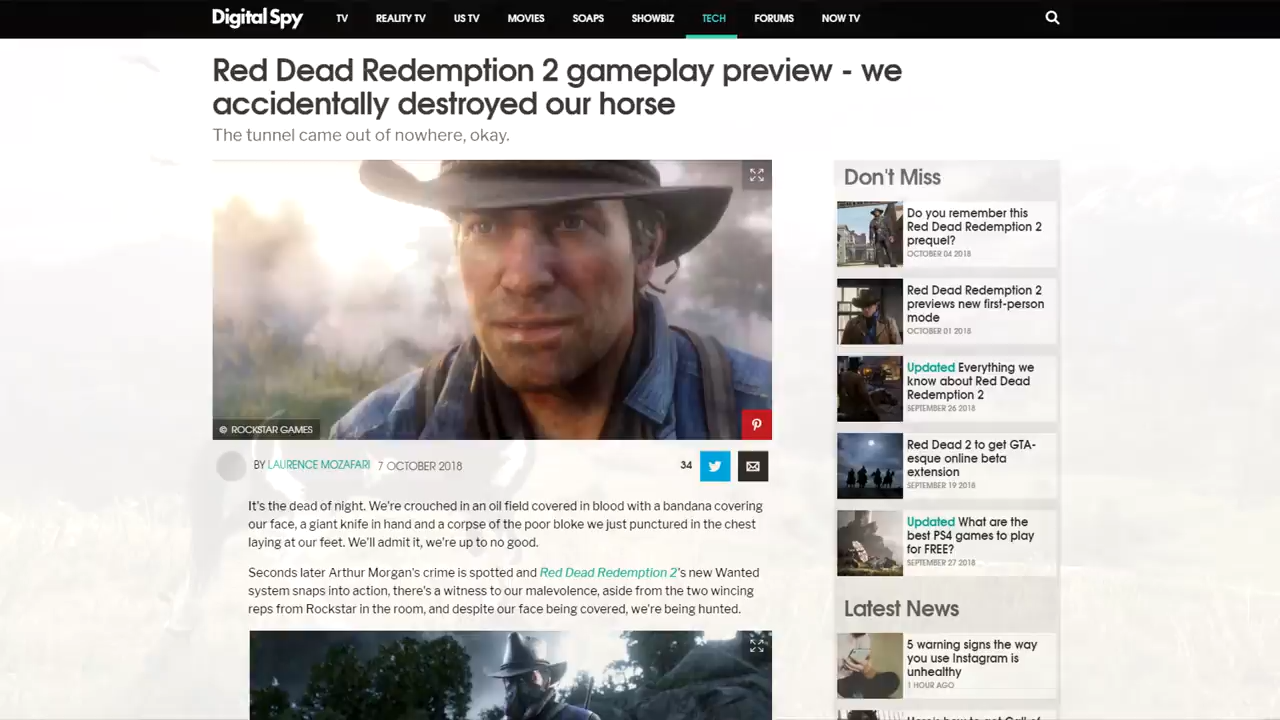 Digital Spy
TV REALITY TV US TV MOVIES SOAPS SHOWBIZ TECH FORUMS NOW TV
Red Dead Redemption 2 gameplay preview - we
accidentally destroyed our horse
The tunnel came out of nowhere, okay.
© ROCKSTAR GAMES
BY LAURENCE MOZAFARI 7 OCTOBER 2018
34
It's the dead of night. We're crouched in an oil field covered in blood with a bandana covering
our face, a giant knife in hand and a corpse of the poor bloke we just punctured in the chest
laying at our feet. We'll admit it, we're up to no good.
Seconds later Arthur Morgan's crime is spotted and Red Dead Redemption 2's new Wanted
system snaps into action, there's a witness to our malevolence, aside from the two wincing
reps from Rockstar in the room, and despite our face being covered, we're being hunted.
Don't Miss
Do you remember this
Red Dead Redemption 2
prequel?
OCTOBER 04 2018
Red Dead Redemption 2
previews new first-person
mode
OCTOBER 01 2018
Updated Everything we
know about Red Dead
Redemption 2
SEPTEMBER 26 2018
Red Dead 2 to get GTA-
esque online beta
extension
SEPTEMBER 19 2018
Updated What are the
best PS4 games to play
for FREE?
SEPTEMBER 27 2018
Latest News
5 warning signs the way
you use Instagram is
unhealthy
1 HOUR AGO